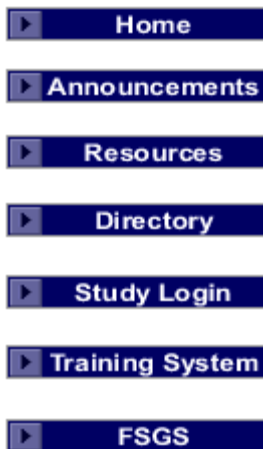 Home
Announcements
Resources
Directory
Study Login
Training System
FSGS